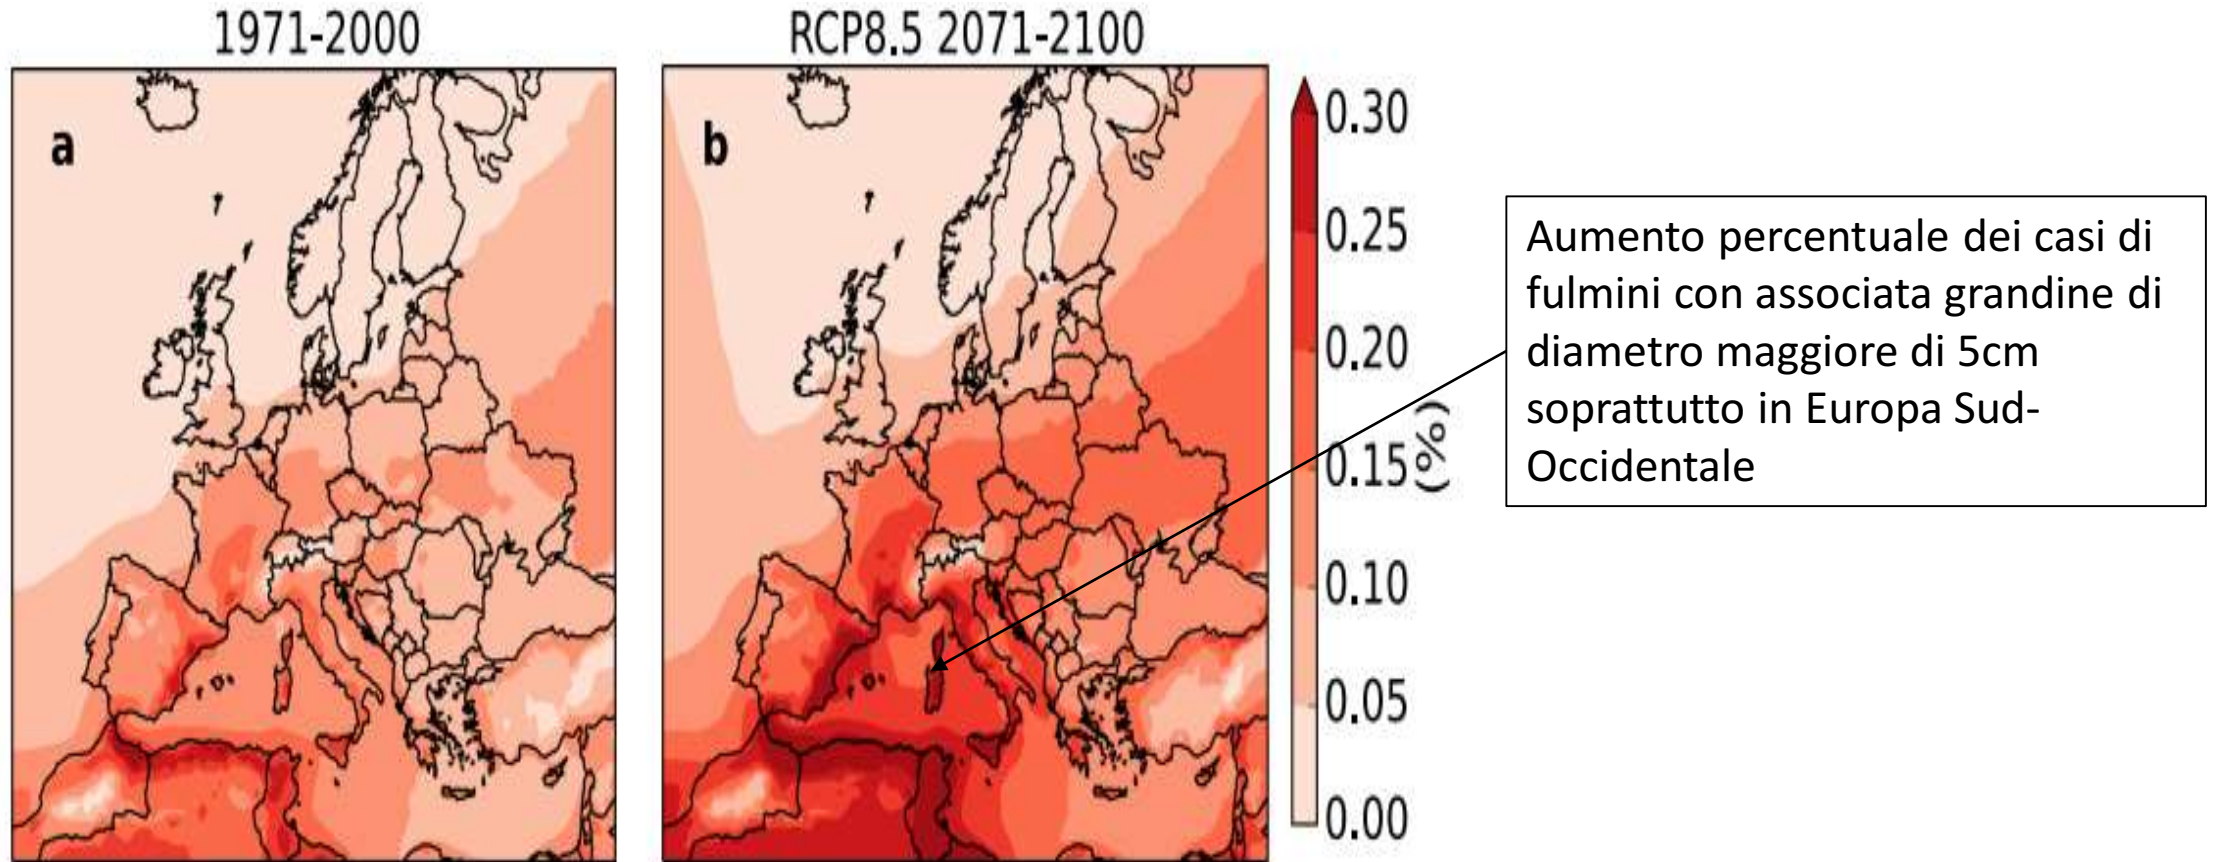 1971-2000
RCP8.5 2071-2100
a
b
0.30
0.25
0.20
0.15
0.10
0.05
0.00
(%)
Aumento percentuale dei casi di
fulmini con associata grandine di
diametro maggiore di 5cm
soprattutto in Europa Sud-
Occidentale